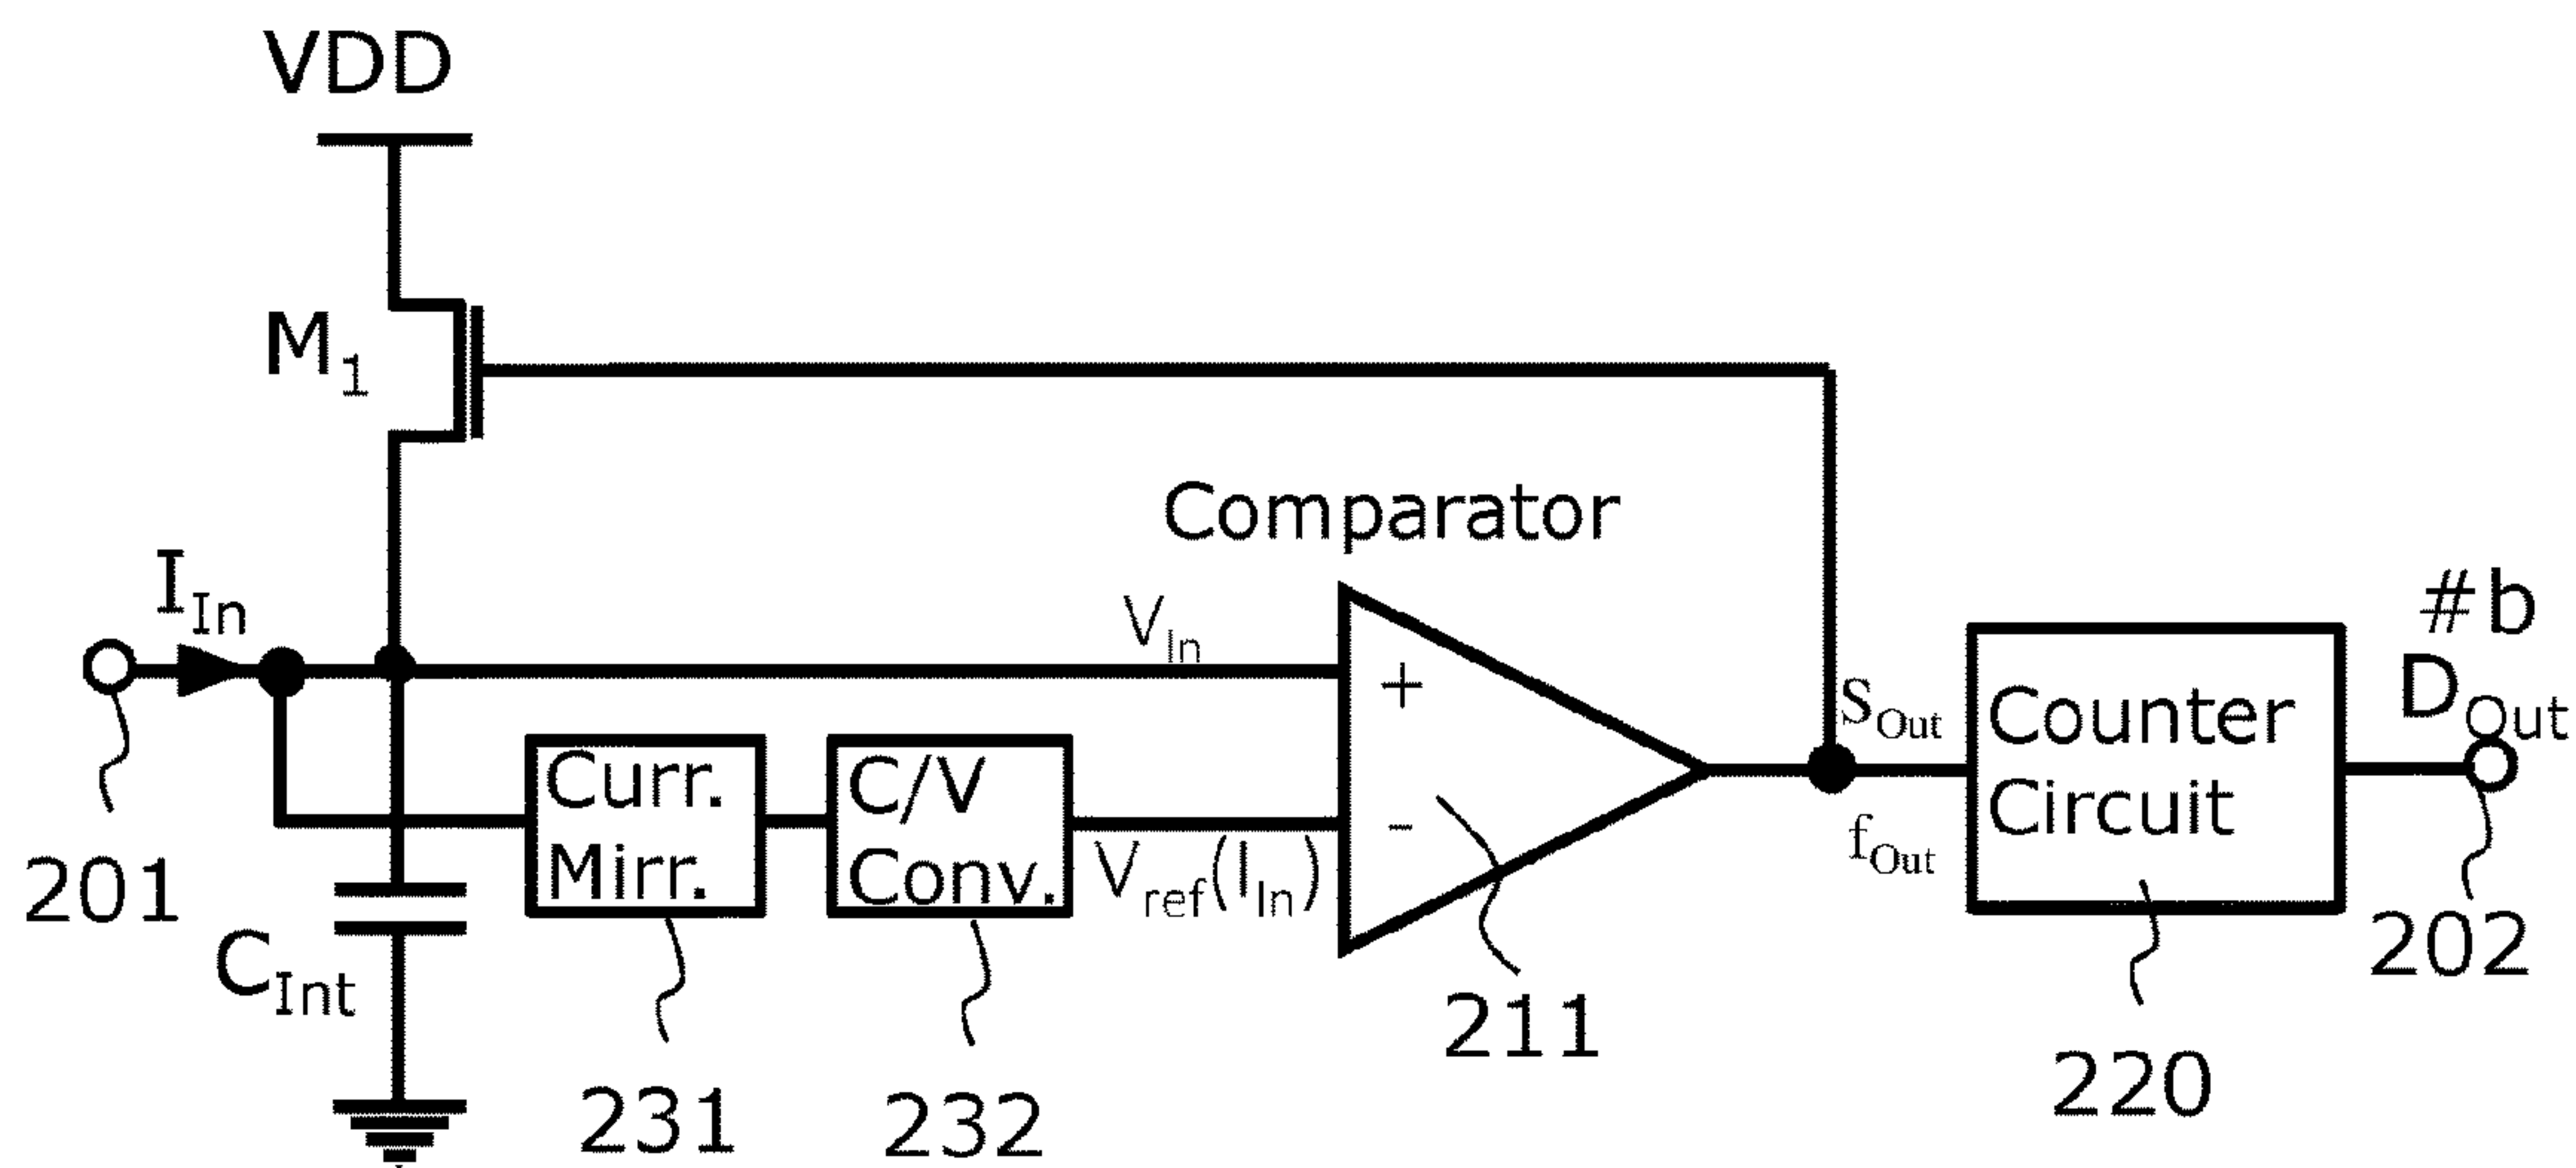 VDD
M1
Comparator
IIn
VIn
+
-
SOut
fOut
Counter
Circuit
#b
DOut
Curr.
Mirr.
C/V
Conv.
Vref(IIn)
CInt
201
231
232
211
220
202